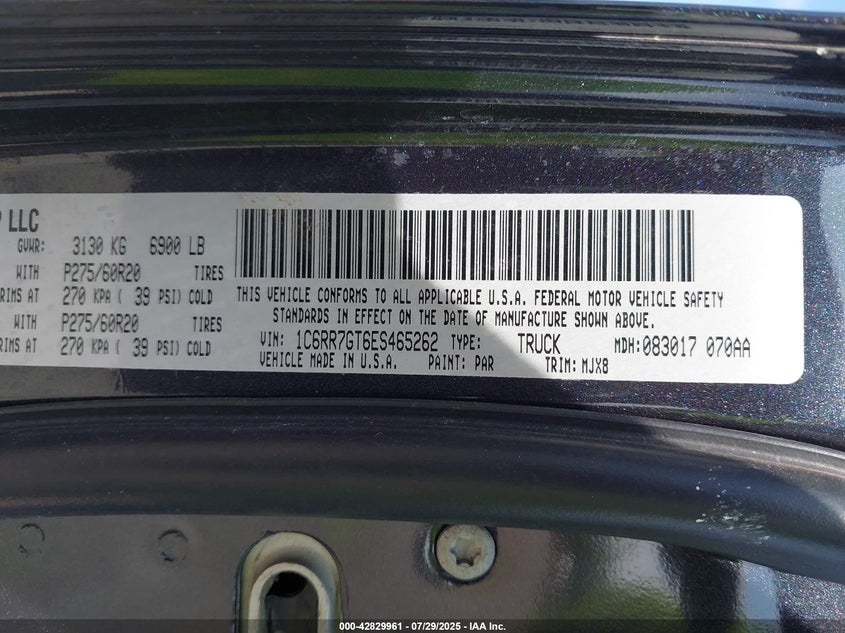 P LLC
GVWR: 3130 KG 6900 LB
WITH P275/60R20 TIRES
RIMS AT 270 KPA ( 39 PSI) COLD
WITH P275/60R20 TIRES
RIMS AT 270 KPA ( 39 PSI) COLD
THIS VEHICLE CONFORMS TO ALL APPLICABLE U.S.A. FEDERAL MOTOR VEHICLE SAFETY
STANDARDS IN EFFECT ON THE DATE OF MANUFACTURE SHOWN ABOVE.
VIN: 1C6RR7GT6ES465262 TYPE: TRUCK MDH: 083017 070AA
VEHICLE MADE IN U.S.A. PAINT: PAR TRIM: MJX8
000-42829961 - 07/29/2025 - IAA Inc.